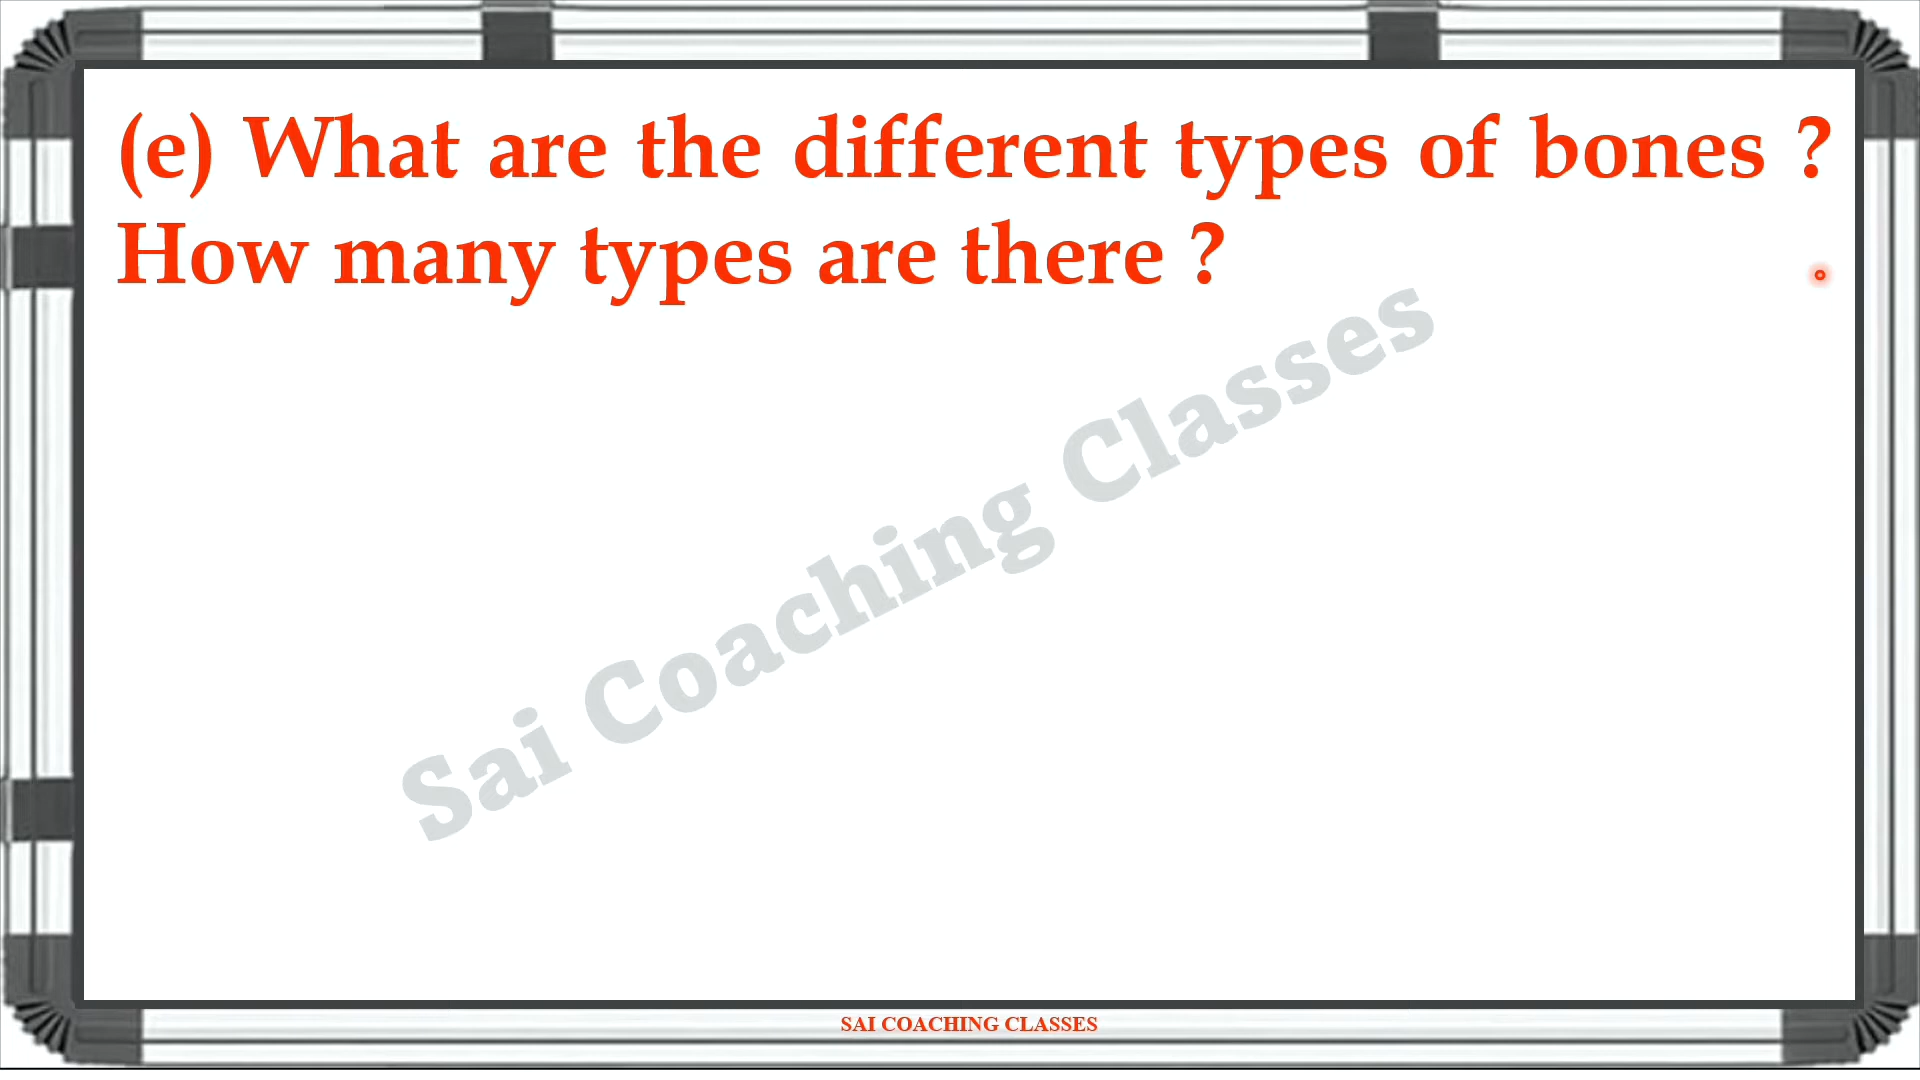 (e) What are the different types of bones ?
How many types are there ?
Sai Coaching Classes
SAI COACHING CLASSES